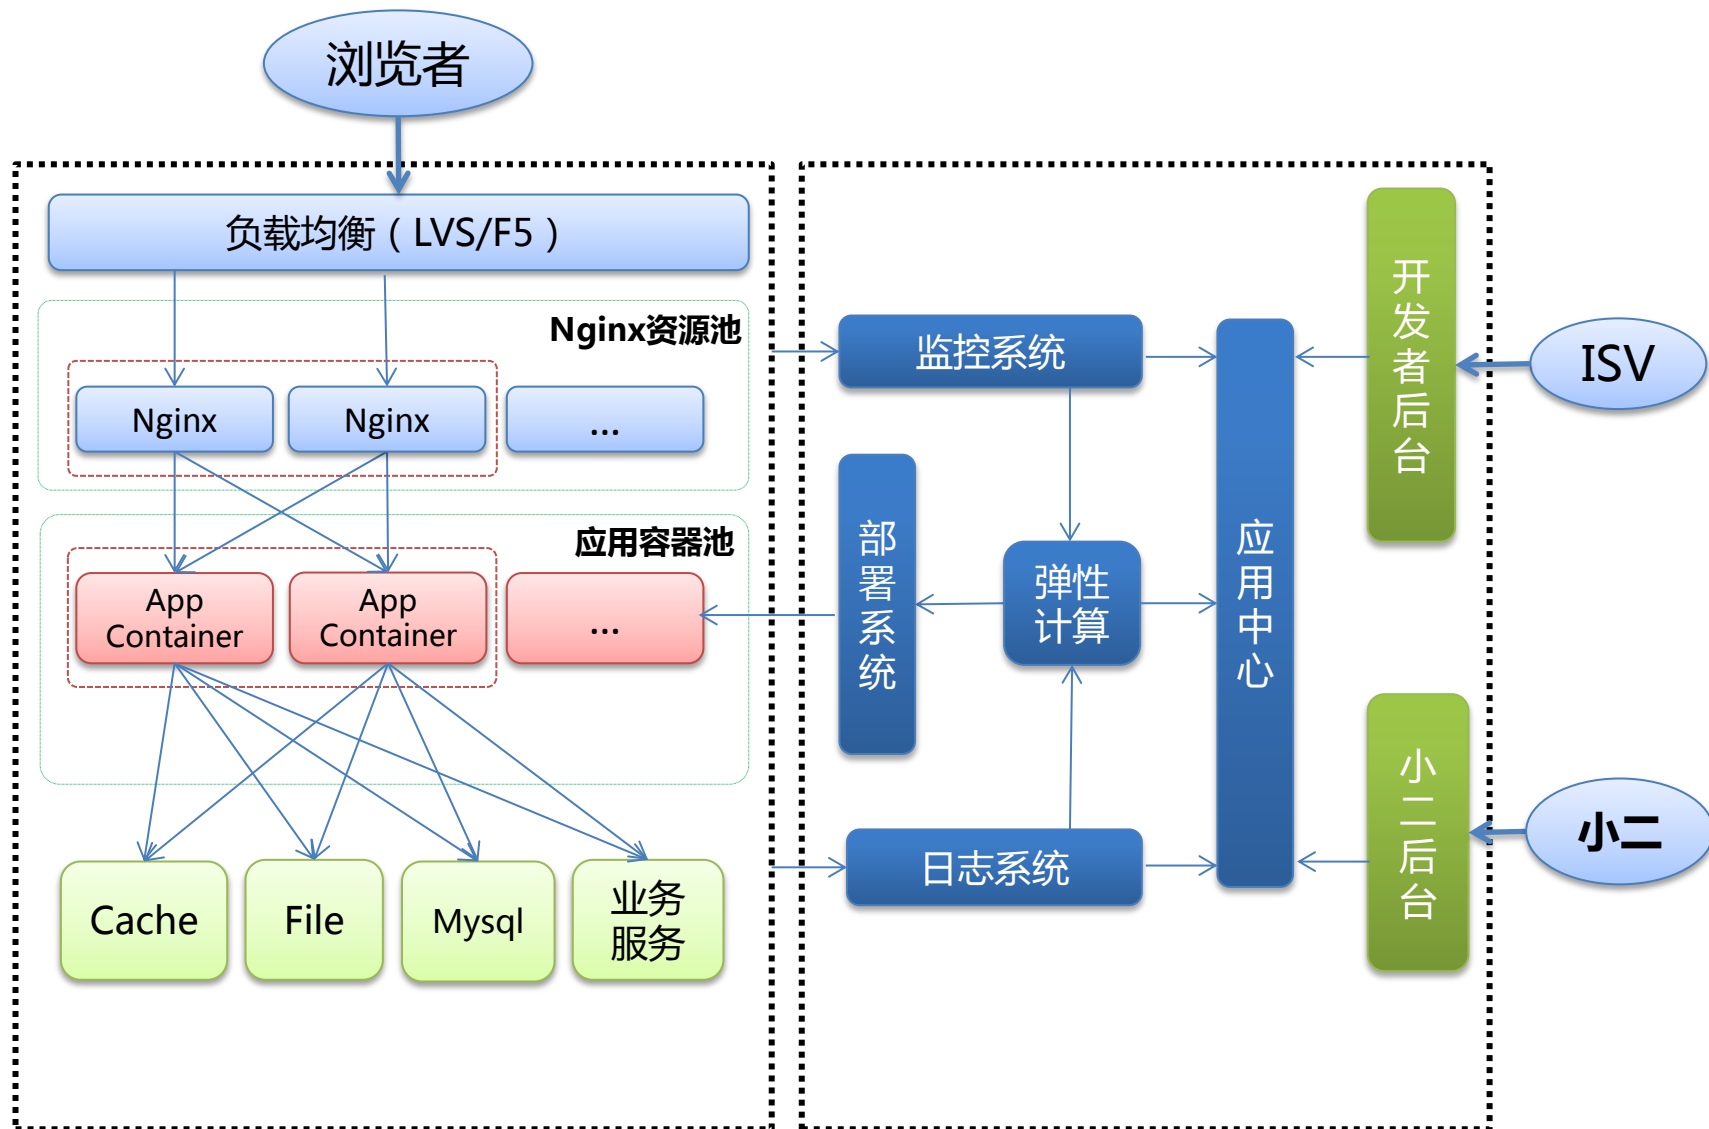 浏览者
负载均衡（LVS/F5）
Nginx资源池
Nginx
Nginx
...
应用容器池
App
Container
App
Container
...
Cache
File
Mysql
业务
服务
监控系统
部署系统
弹性
计算
日志系统
应用中心
开发者后台
小二后台
ISV
小二